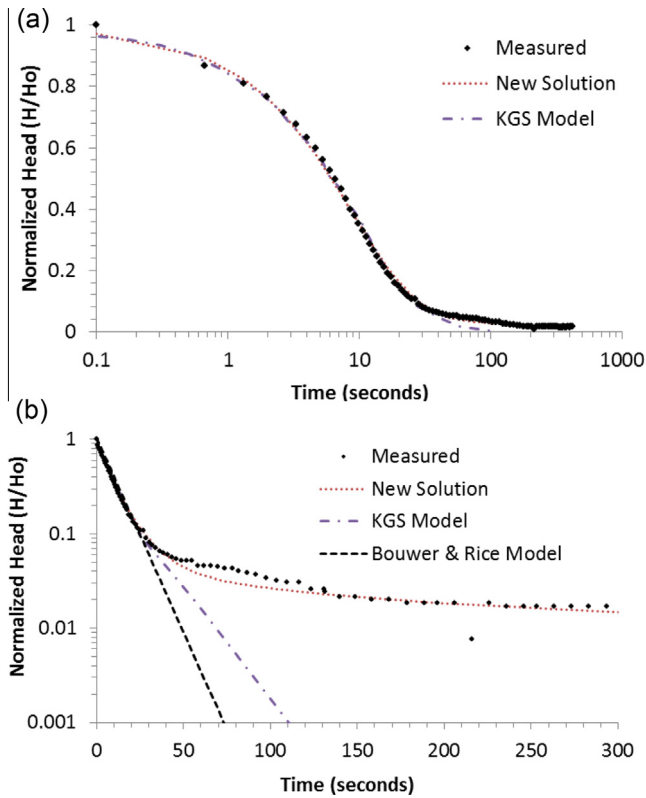 (a)
1
0.8
0.6
0.4
0.2
0
Normalized Head (H/Ho)
Measured
New Solution
KGS Model
0.1
1
10
100
1000
Time (seconds)
(b)
1
0.1
0.01
0.001
Normalized Head (H/Ho)
Measured
New Solution
KGS Model
Bouwer & Rice Model
0
50
100
150
200
250
300
Time (seconds)